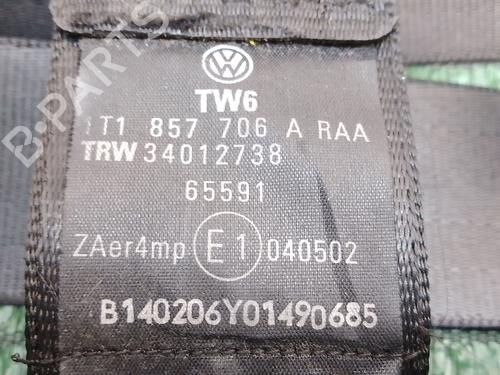 TW6
1T1 857 706 A RAA
TRW 34012738
65591
ZAer4mp E1 040502
B140206Y01490685
B-PARTS